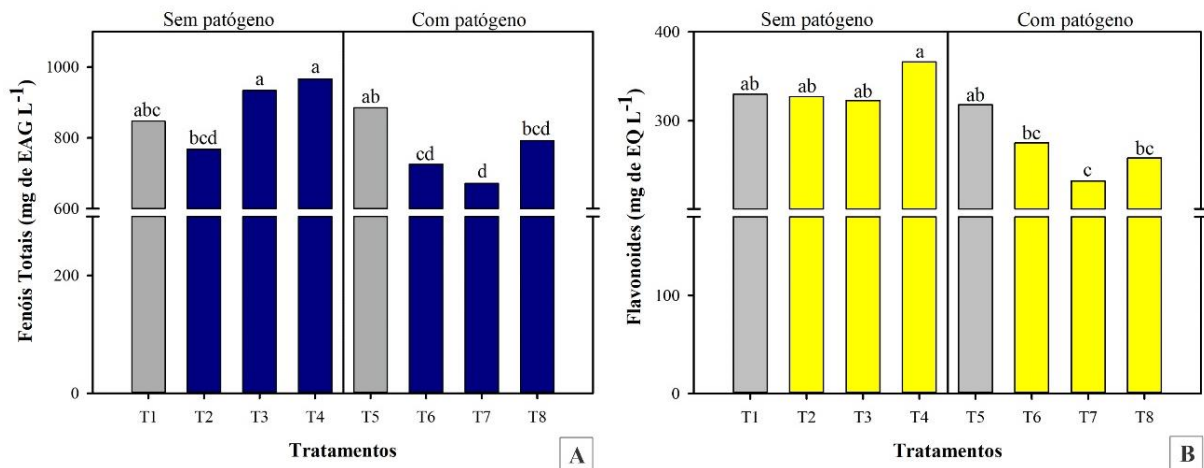 Sem patógeno Com patógeno
Fenóis Totais (mg de EAG L⁻¹)
1000
800
600
200
0
abc
bcd
a
a
ab
cd
d
bcd
T1 T2 T3 T4 T5 T6 T7 T8
Tratamentos
A
Sem patógeno Com patógeno
Flavonoides (mg de EQ L⁻¹)
400
300
100
0
ab
ab
ab
a
ab
bc
c
bc
T1 T2 T3 T4 T5 T6 T7 T8
Tratamentos
B